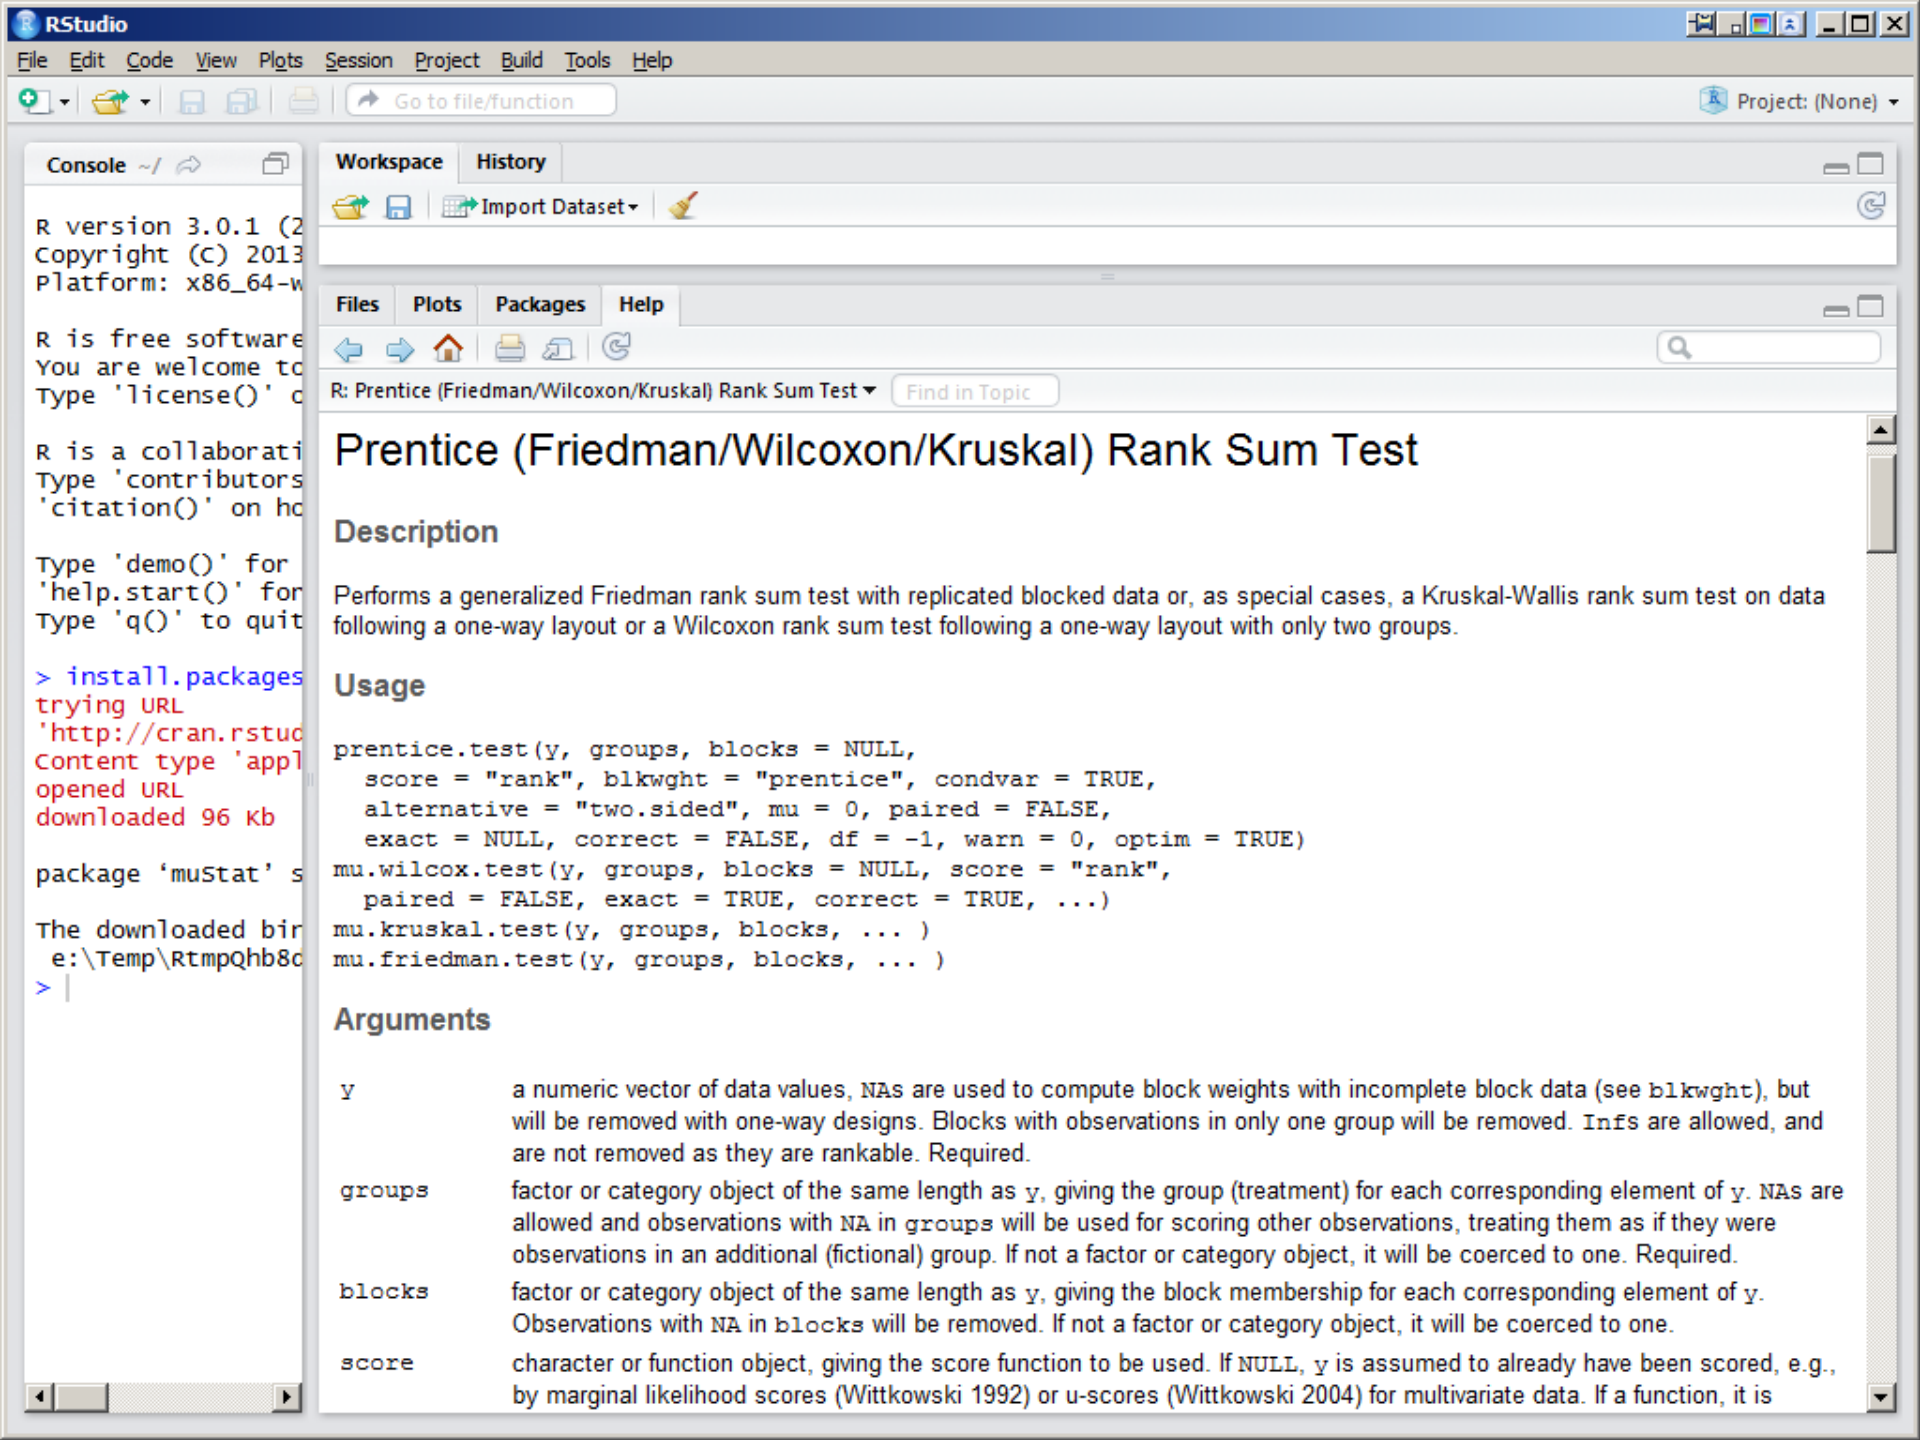 RStudio
File Edit Code View Plots Session Project Build Tools Help
Go to file/function
Project: (None)
Console ~/
R version 3.0.1 (2
Copyright (C) 2013
Platform: x86_64-w
R is free software
You are welcome to
Type 'license()' o
R is a collaborati
Type 'contributors
'citation()' on ho
Type 'demo()' for
'help.start()' for
Type 'q()' to quit
> install.packages
trying URL
'http://cran.rstud
Content type 'appl
opened URL
downloaded 96 Kb
package ‘muStat’ s
The downloaded bin
e:\Temp\RtmpQhb8d
>
Workspace History
Import Dataset
Files Plots Packages Help
R: Prentice (Friedman/Wilcoxon/Kruskal) Rank Sum Test Find in Topic
Prentice (Friedman/Wilcoxon/Kruskal) Rank Sum Test
Description
Performs a generalized Friedman rank sum test with replicated blocked data or, as special cases, a Kruskal-Wallis rank sum test on data
following a one-way layout or a Wilcoxon rank sum test following a one-way layout with only two groups.
Usage
prentice.test(y, groups, blocks = NULL,
score = "rank", blkwght = "prentice", condvar = TRUE,
alternative = "two.sided", mu = 0, paired = FALSE,
exact = NULL, correct = FALSE, df = -1, warn = 0, optim = TRUE)
mu.wilcox.test(y, groups, blocks = NULL, score = "rank",
paired = FALSE, exact = TRUE, correct = TRUE, ...)
mu.kruskal.test(y, groups, blocks, ... )
mu.friedman.test(y, groups, blocks, ... )
Arguments
y a numeric vector of data values, NAs are used to compute block weights with incomplete block data (see blkwght), but
will be removed with one-way designs. Blocks with observations in only one group will be removed. Infs are allowed, and
are not removed as they are rankable. Required.
groups factor or category object of the same length as y, giving the group (treatment) for each corresponding element of y. NAs are
allowed and observations with NA in groups will be used for scoring other observations, treating them as if they were
observations in an additional (fictional) group. If not a factor or category object, it will be coerced to one. Required.
blocks factor or category object of the same length as y, giving the block membership for each corresponding element of y.
Observations with NA in blocks will be removed. If not a factor or category object, it will be coerced to one.
score character or function object, giving the score function to be used. If NULL, y is assumed to already have been scored, e.g.,
by marginal likelihood scores (Wittkowski 1992) or u-scores (Wittkowski 2004) for multivariate data. If a function, it is